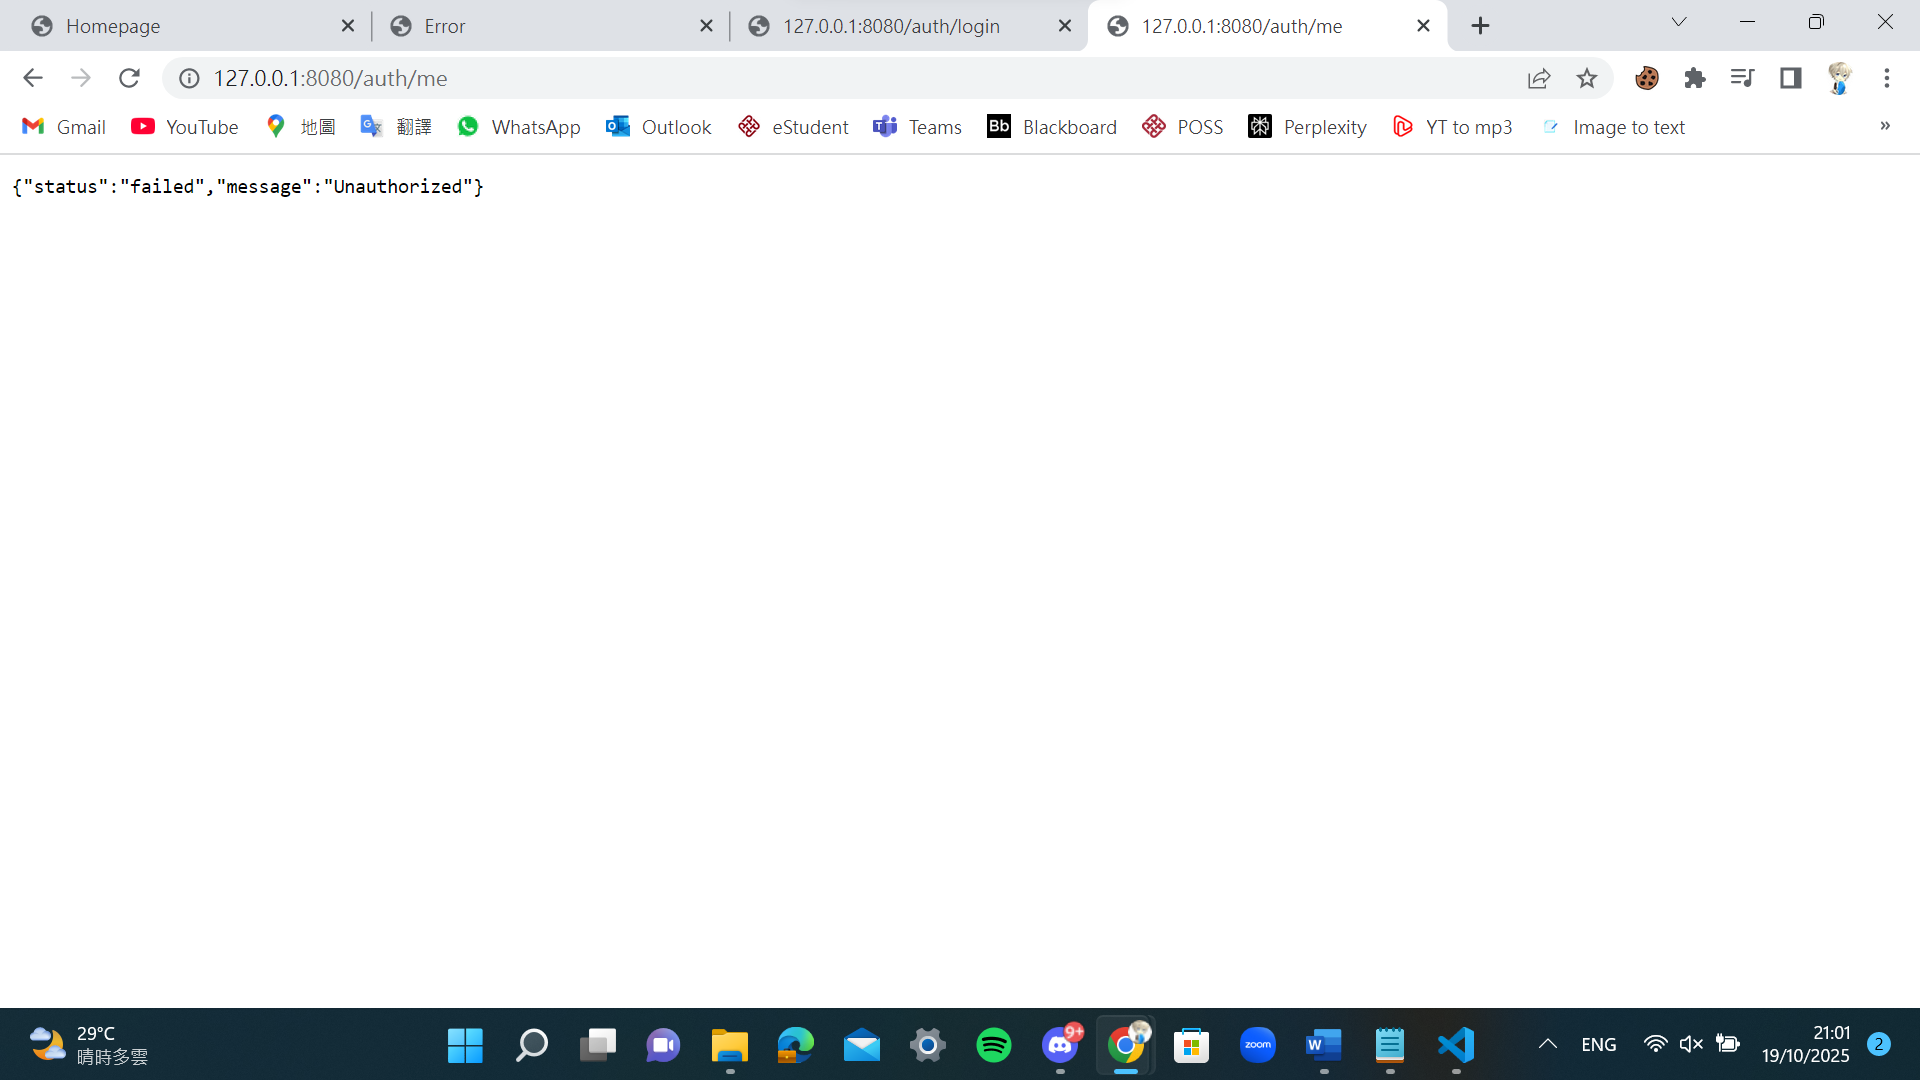 Homepage
Error
127.0.0.1:8080/auth/login
127.0.0.1:8080/auth/me
127.0.0.1:8080/auth/me
Gmail YouTube 地圖 翻譯 WhatsApp Outlook eStudent Teams Bb Blackboard POSS Perplexity YT to mp3 Image to text »
{"status":"failed","message":"Unauthorized"}
29°C
晴時多雲
9+
zoom
W
ENG
21:01
19/10/2025
2